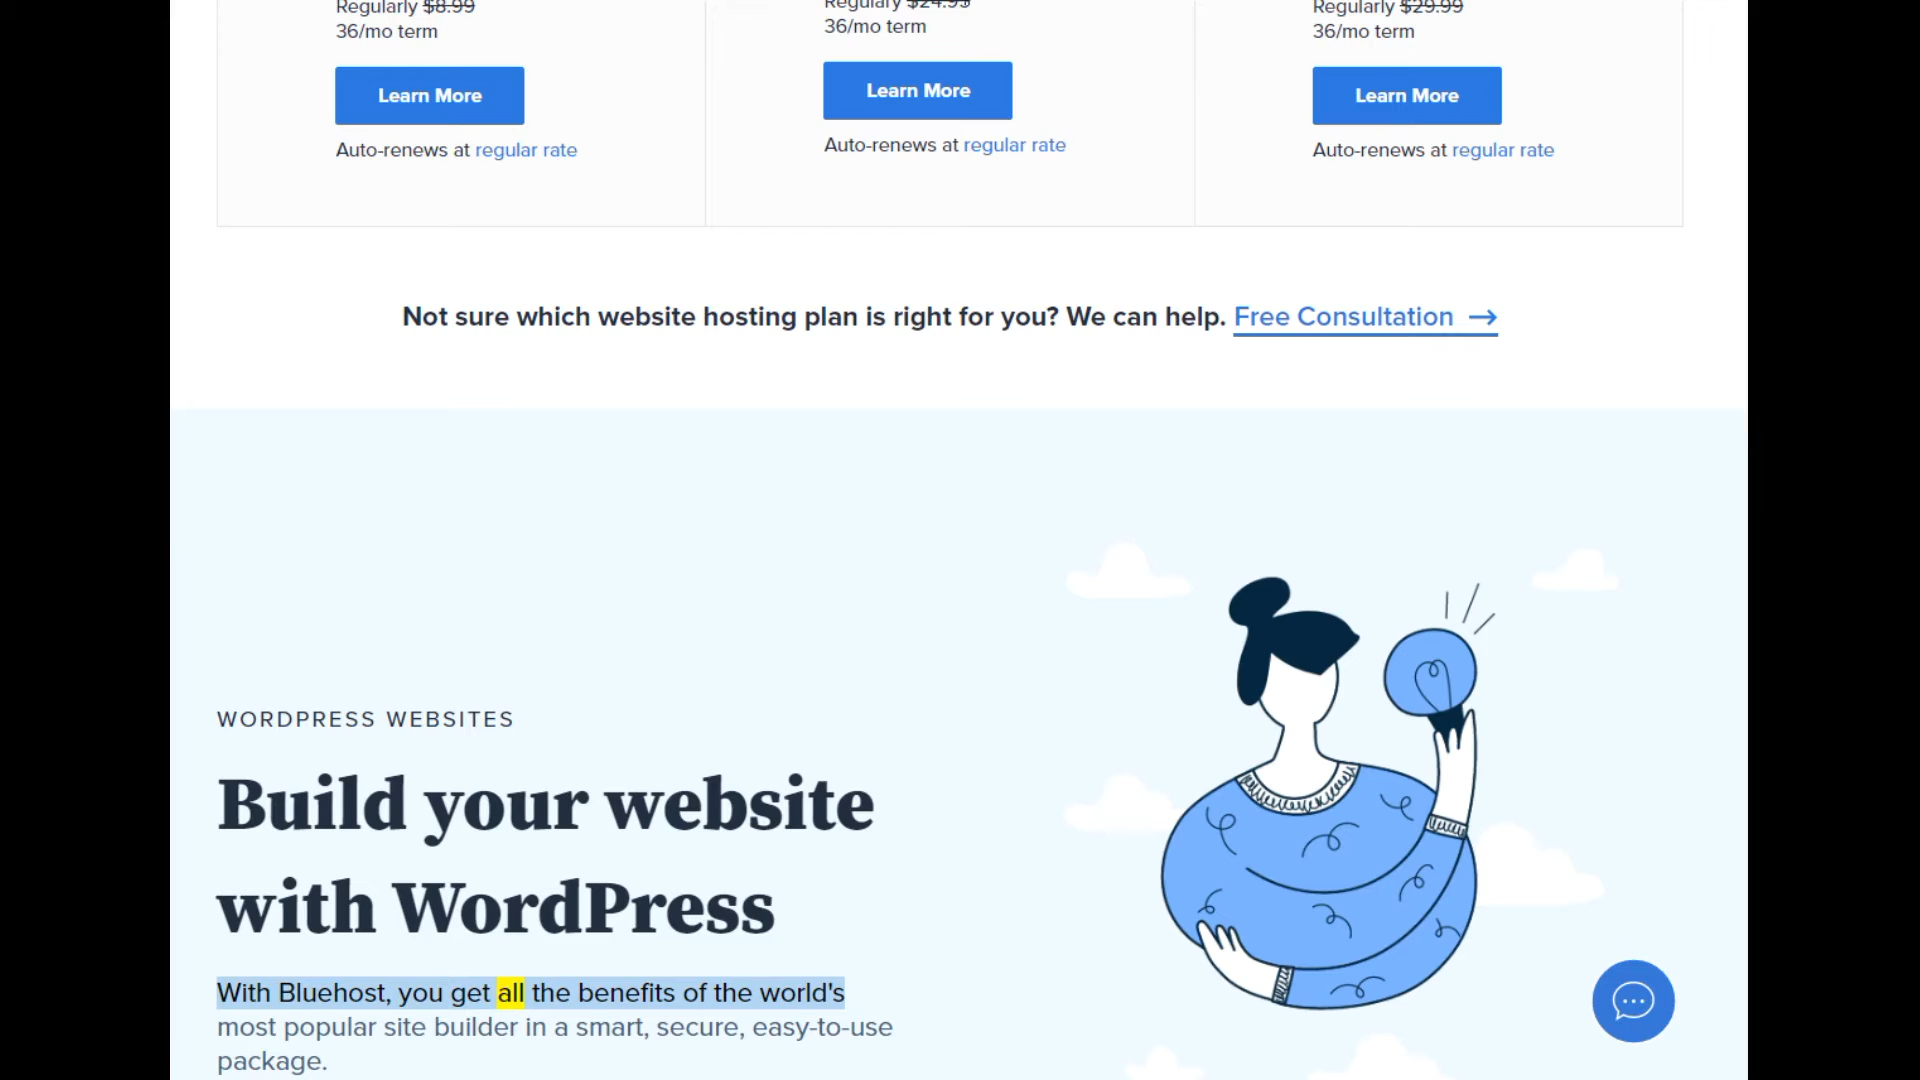 Regularly $8.99
36/mo term
Learn More
Auto-renews at regular rate
Regulary $24.95
36/mo term
Learn More
Auto-renews at regular rate
Regularly $29.99
36/mo term
Learn More
Auto-renews at regular rate
Not sure which website hosting plan is right for you? We can help. Free Consultation →
WORDPRESS WEBSITES
Build your website
with WordPress
With Bluehost, you get all the benefits of the world's
most popular site builder in a smart, secure, easy-to-use
package.